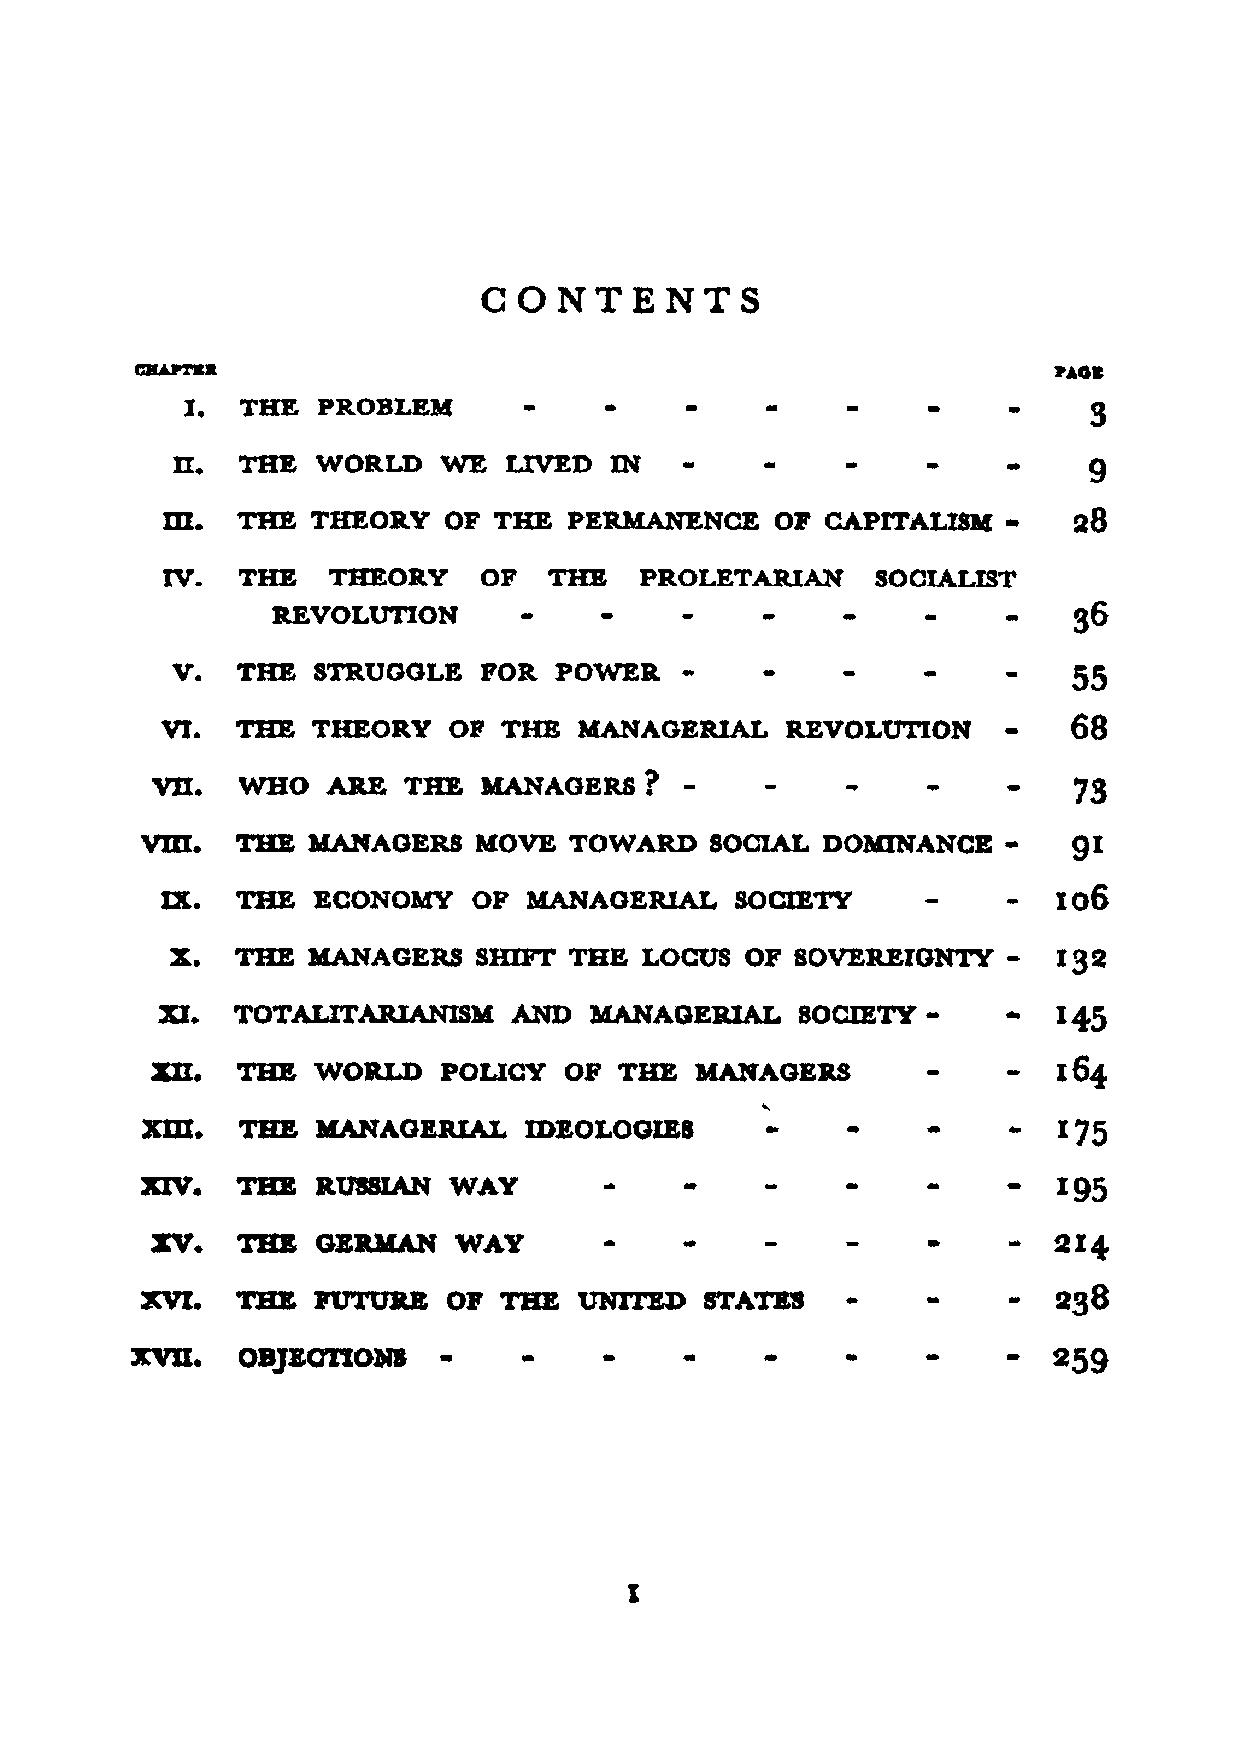 CONTENTS
CHAPTER PAGE
I. THE PROBLEM - - - - - - - 3
II. THE WORLD WE LIVED IN - - - - - 9
III. THE THEORY OF THE PERMANENCE OF CAPITALISM - 28
IV. THE THEORY OF THE PROLETARIAN SOCIALIST
REVOLUTION - - - - - - - 36
V. THE STRUGGLE FOR POWER - - - - - 55
VI. THE THEORY OF THE MANAGERIAL REVOLUTION - 68
VII. WHO ARE THE MANAGERS? - - - - - 73
VIII. THE MANAGERS MOVE TOWARD SOCIAL DOMINANCE - 91
IX. THE ECONOMY OF MANAGERIAL SOCIETY - - 106
X. THE MANAGERS SHIFT THE LOCUS OF SOVEREIGNTY - 132
XI. TOTALITARIANISM AND MANAGERIAL SOCIETY - - 145
XII. THE WORLD POLICY OF THE MANAGERS - - 164
XIII. THE MANAGERIAL IDEOLOGIES - - - - 175
XIV. THE RUSSIAN WAY - - - - - - 195
XV. THE GERMAN WAY - - - - - - 214
XVI. THE FUTURE OF THE UNITED STATES - - - 238
XVII. OBJECTIONS - - - - - - - - 259
I